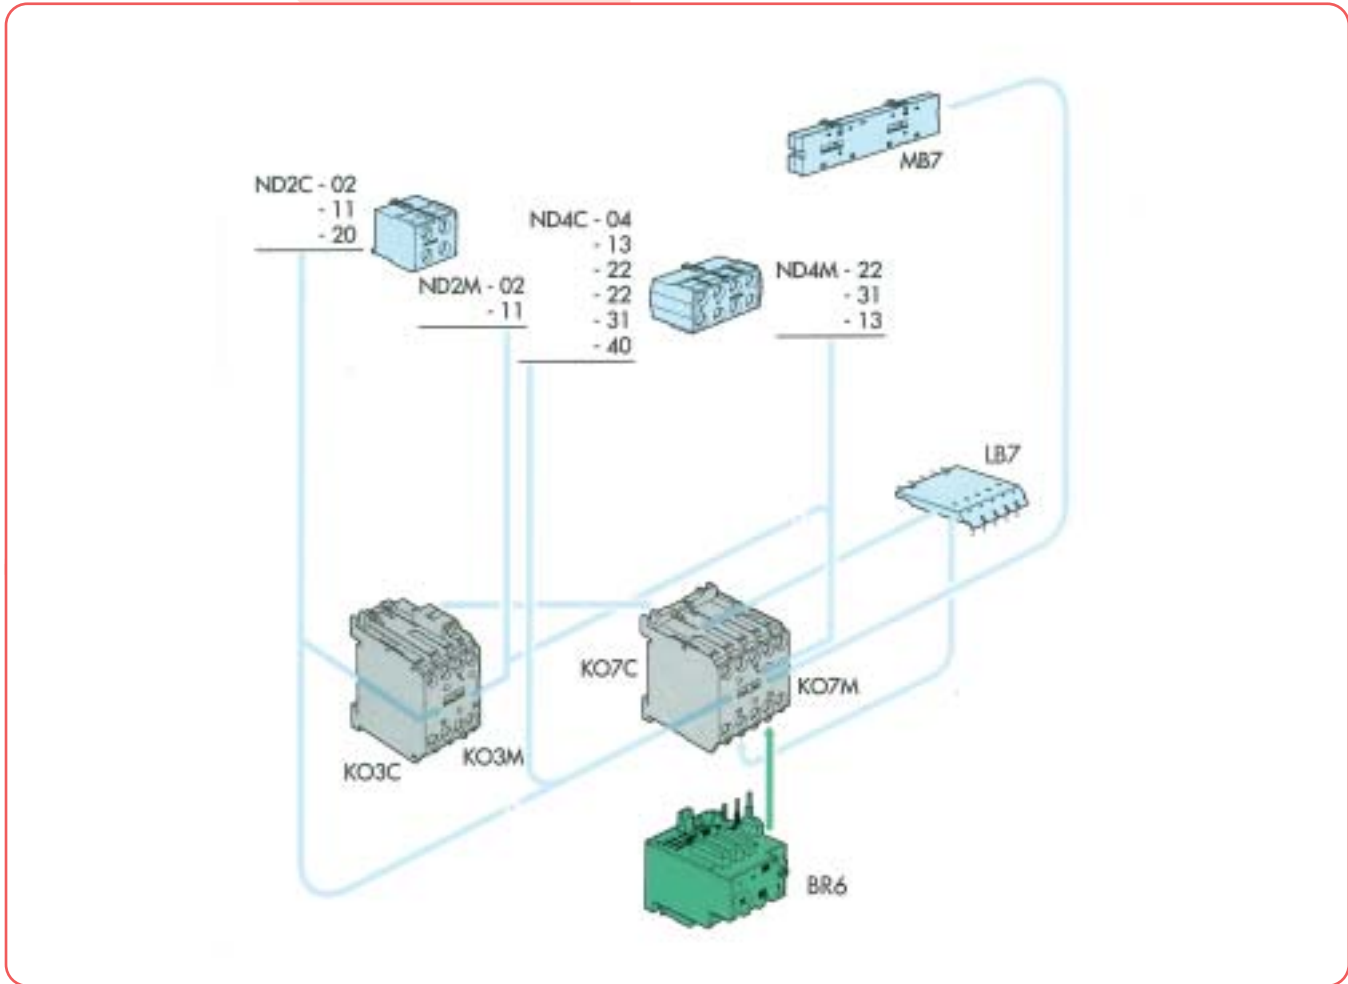 MB7
ND2C - 02
- 11
- 20
ND2M - 02
- 11
ND4C - 04
- 13
- 22
- 22
- 31
- 40
ND4M - 22
- 31
- 13
LB7
KO7C
KO7M
KO3C
KO3M
BR6